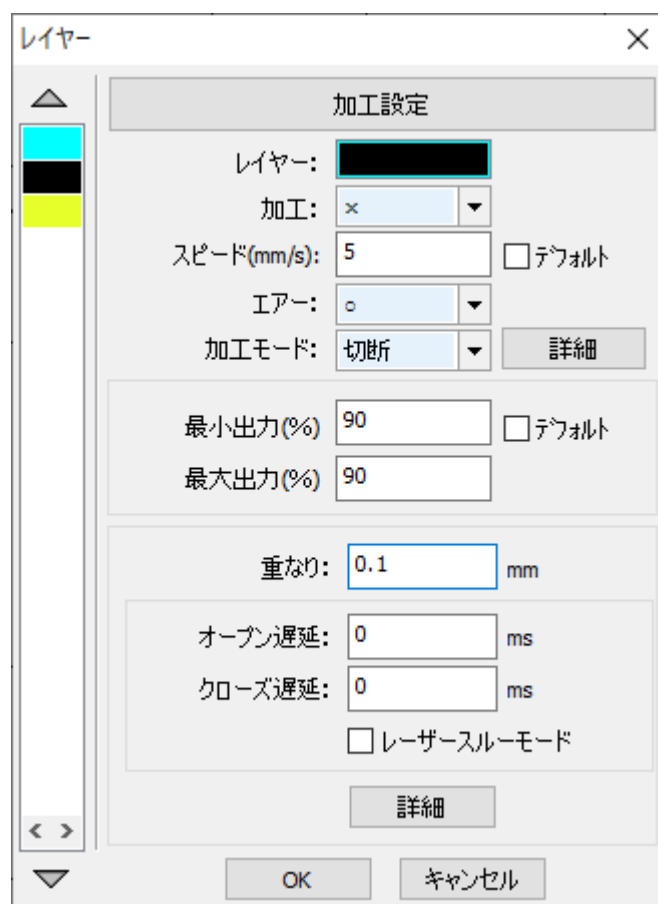 レイヤー
加工設定
レイヤー:
加工: ×
スピード(mm/s): 5 デフォルト
エアー: ○
加工モード: 切断 詳細
最小出力(%) 90 デフォルト
最大出力(%) 90
重なり: 0.1 mm
オープン遅延: 0 ms
クローズ遅延: 0 ms
レーザースルーモード
詳細
OK キャンセル